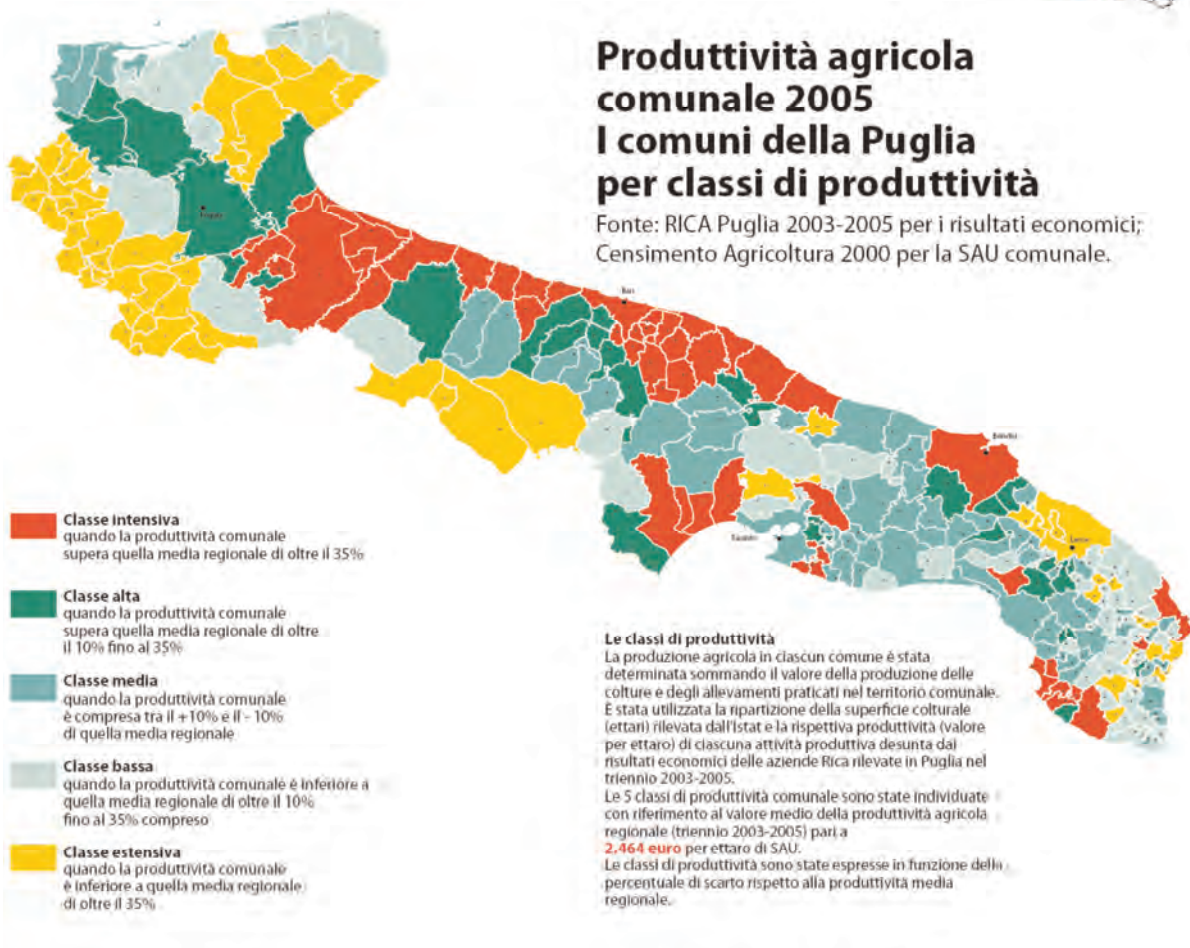 Produttività agricola
comunale 2005
I comuni della Puglia
per classi di produttività
Fonte: RICA Puglia 2003-2005 per i risultati economici;
Censimento Agricoltura 2000 per la SAU comunale.
Foggia
Bari
Brindisi
Taranto
Lecce
Classe intensiva
quando la produttività comunale
supera quella media regionale di oltre il 35%
Classe alta
quando la produttività comunale
supera quella media regionale di oltre
il 10% fino al 35%
Classe media
quando la produttività comunale
è compresa tra il +10% e il - 10%
di quella media regionale
Classe bassa
quando la produttività comunale è inferiore a
quella media regionale di oltre il 10%
fino al 35% compreso
Classe estensiva
quando la produttività comunale
è inferiore a quella media regionale
di oltre il 35%
Le classi di produttività
La produzione agricola in ciascun comune è stata
determinata sommando il valore della produzione delle
colture e degli allevamenti praticati nel territorio comunale.
È stata utilizzata la ripartizione della superficie colturale
(ettari) rilevata dall'Istat e la rispettiva produttività (valore
per ettaro) di ciascuna attività produttiva desunta dai
risultati economici delle aziende Rica rilevate in Puglia nel
triennio 2003-2005.
Le 5 classi di produttività comunale sono state individuate
con riferimento al valore medio della produttività agricola
regionale (triennio 2003-2005) pari a
2.464 euro per ettaro di SAU.
Le classi di produttività sono state espresse in funzione della
percentuale di scarto rispetto alla produttività media
regionale.